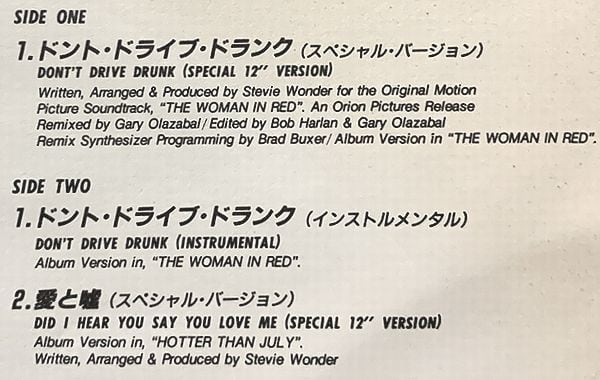 SIDE ONE
1.ドント・ドライブ・ドランク（スペシャル・バージョン）
DONT'T DRIVE DRUNK (SPECIAL 12″ VERSION)
Written, Arranged & Produced by Stevie Wonder for the Original Motion
Picture Soundtrack, "THE WOMAN IN RED". An Orion Pictures Release
Remixed by Gary Olazabal/Edited by Bob Harlan & Gary Olazabal
Remix Synthesizer Programming by Brad Buxer/Album Version in "THE WOMAN IN RED".
SIDE TWO
1.ドント・ドライブ・ドランク（インストルメンタル）
DON'T DRIVE DRUNK (INSTRUMENTAL)
Album Version in, "THE WOMAN IN RED".
2.愛と嘘（スペシャル・バージョン）
DID I HEAR YOU SAY YOU LOVE ME (SPECIAL 12″ VERSION)
Album Version in, "HOTTER THAN JULY".
Written, Arranged & Produced by Stevie Wonder